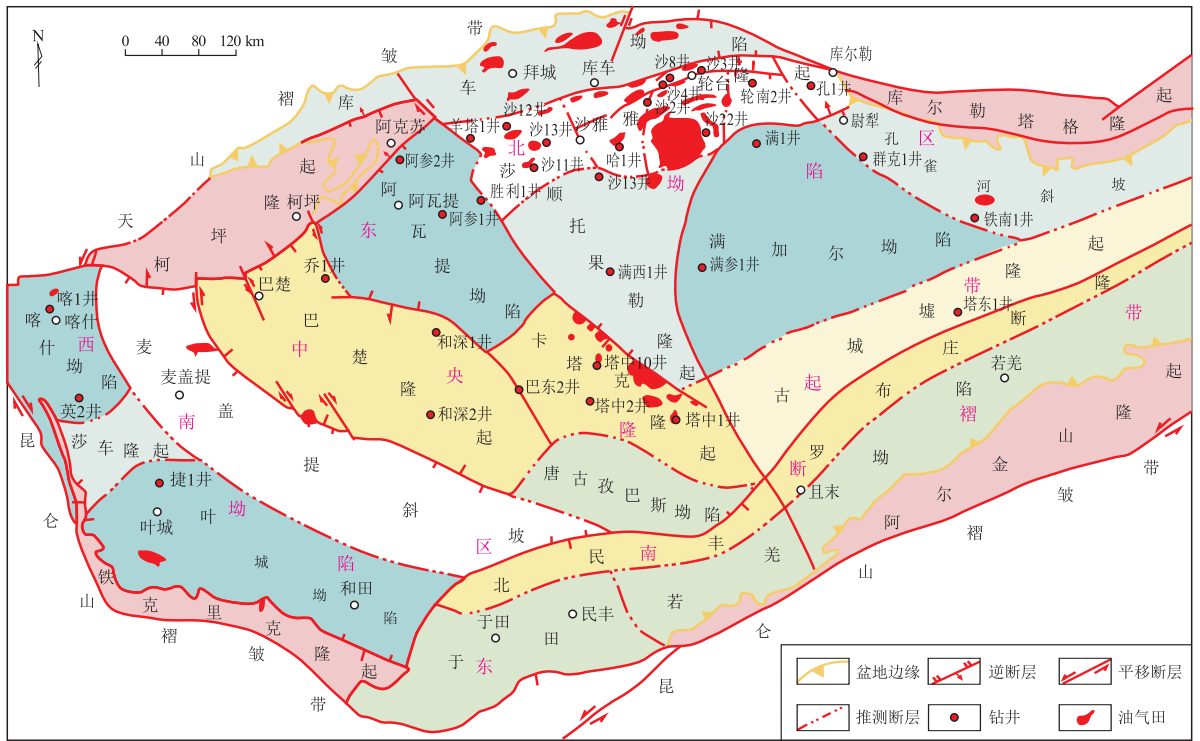 N
0 40 80 120 km
天山褶皱带
库车坳陷
拜城
库车
库尔勒
沙8井
沙3井
轮台
沙4井
沙2井
轮南2井
孔1井
沙22井
沙雅隆起
沙12井
羊塔1井
沙13井
沙雅
哈1井
沙11井
沙13井
胜利1井
北
坳
陷
区
莎
阿克苏
阿参2井
柯坪隆起
柯坪
阿瓦提
阿参1井
阿瓦提坳陷
东
顺托果勒隆起
满西1井
满1井
满加尔坳陷
满参1井
尉犁
群克1井
孔雀河斜坡
铁南1井
库尔勒塔格隆起
古城墟隆起
塔东1井
罗布庄断隆
若羌
乔1井
巴楚
巴楚隆起
和深1井
和深2井
中
央
隆
起
带
卡塔克隆起
塔中10井
巴东2井
塔中2井
塔中1井
唐古孜巴斯坳陷
喀1井
喀什
喀什坳陷
英2井
西
南
坳
陷
区
麦盖提
麦盖提斜坡
莎车隆起
捷1井
叶城
叶城坳陷
和田
铁克里克隆起
昆仑山褶皱带
北民丰
南
断
褶
带
且末
于田
民丰
于田
若羌坳陷
东
阿尔金山褶皱带
隆起
昆仑山
盆地边缘
逆断层
平移断层
推测断层
钻井
油气田